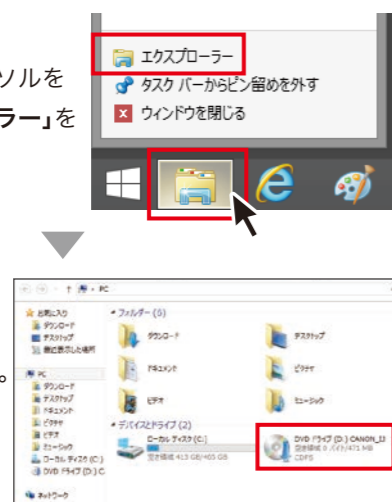 エクスプローラー
タスク バーからピン留めを外す
ウィンドウを閉じる
ソルを
ラー」を
。
PC
お気に入り
ダウンロード
デスクトップ
最近表示した場所
PC
ダウンロード
デスクトップ
ドキュメント
ピクチャ
ビデオ
ミュージック
ローカル ディスク (C:)
DVD ドライブ (D:) C
ネットワーク
フォルダー (6)
ダウンロード
デスクトップ
ドキュメント
ピクチャ
ビデオ
ミュージック
デバイスとドライブ (2)
ローカル ディスク (C:)
空き領域 413 GB/465 GB
DVD ドライブ (D:) CANON_IJ
空き領域 0 バイト/471 MB
CDFS